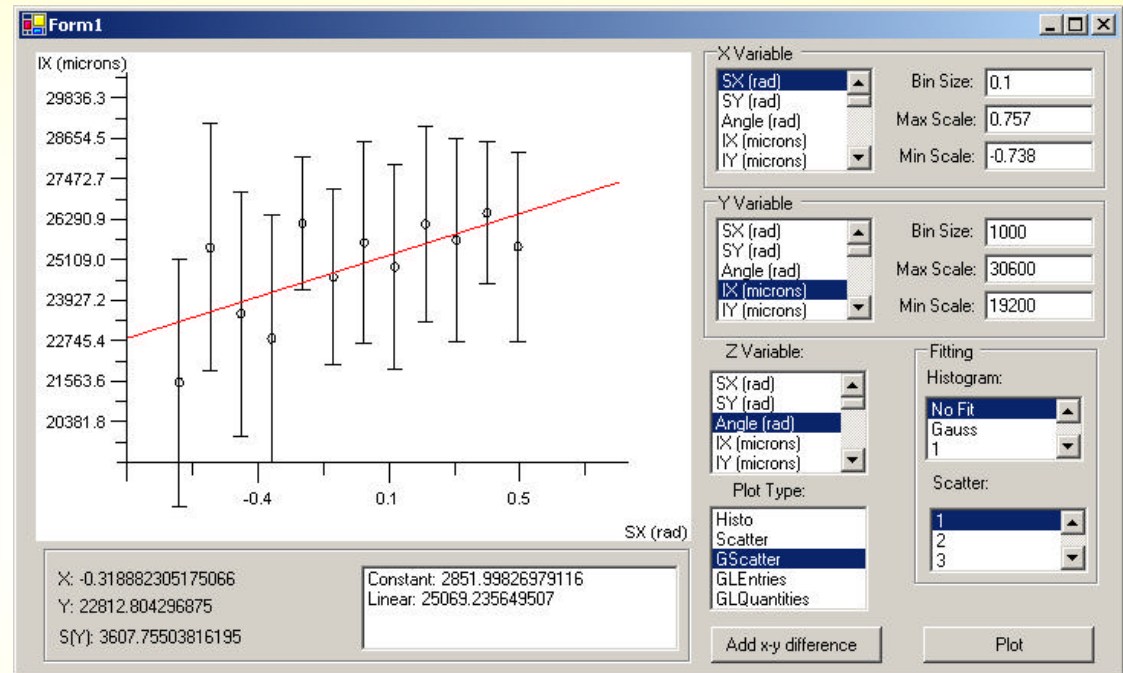 Form1
IX (microns)
29836.3
28654.5
27472.7
26290.9
25109.0
23927.2
22745.4
21563.6
20381.8
-0.4
0.1
0.5
SX (rad)
X Variable
SX (rad)
SY (rad)
Angle (rad)
IX (microns)
IY (microns)
Bin Size: 0.1
Max Scale: 0.757
Min Scale: -0.738
Y Variable
SX (rad)
SY (rad)
Angle (rad)
IX (microns)
IY (microns)
Bin Size: 1000
Max Scale: 30600
Min Scale: 19200
Z Variable:
SX (rad)
SY (rad)
Angle (rad)
IX (microns)
IY (microns)
Plot Type:
Histo
Scatter
GScatter
GLEntries
GLQuantities
Fitting
Histogram:
No Fit
Gauss
1
Scatter:
1
2
3
X: -0.318882305175066
Y: 22812.804296875
S(Y): 3607.75503816195
Constant: 2851.99826979116
Linear: 25069.235649507
Add x-y difference
Plot